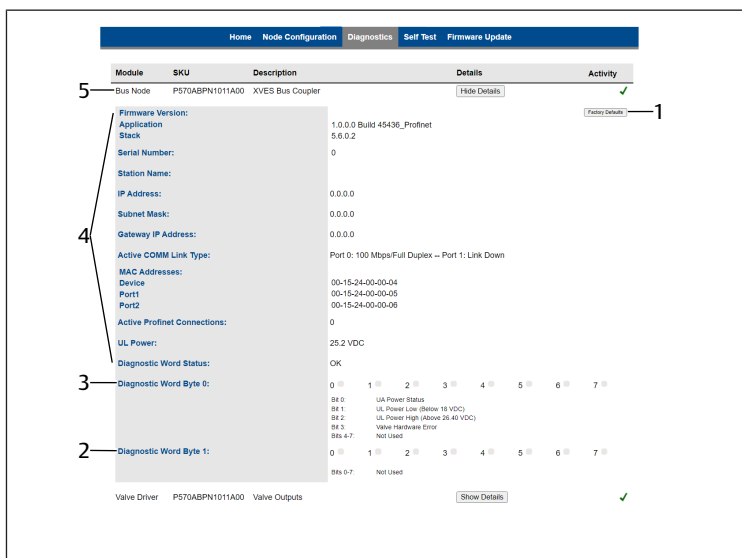 Home Node Configuration Diagnostics Self Test Firmware Update
Module SKU Description Details Activity
5 Bus Node P570ABPN1011A00 XVES Bus Coupler Hide Details
Firmware Version: Factory Defaults 1
Application 1.0.0.0 Build 45436_Profinet
Stack 5.6.0.2
Serial Number: 0
Station Name:
IP Address: 0.0.0.0
Subnet Mask: 0.0.0.0
4 Gateway IP Address: 0.0.0.0
Active COMM Link Type: Port 0: 100 Mbps/Full Duplex -- Port 1: Link Down
MAC Addresses:
Device 00-15-24-00-00-04
Port1 00-15-24-00-00-05
Port2 00-15-24-00-00-06
Active Profinet Connections: 0
UL Power: 25.2 VDC
Diagnostic Word Status: OK
3 Diagnostic Word Byte 0: 0 1 2 3 4 5 6 7
Bit 0: UA Power Status
Bit 1: UL Power Low (Below 18 VDC)
Bit 2: UL Power High (Above 26.40 VDC)
Bit 3: Valve Hardware Error
Bits 4-7: Not Used
2 Diagnostic Word Byte 1: 0 1 2 3 4 5 6 7
Bits 0-7: Not Used
Valve Driver P570ABPN1011A00 Valve Outputs Show Details